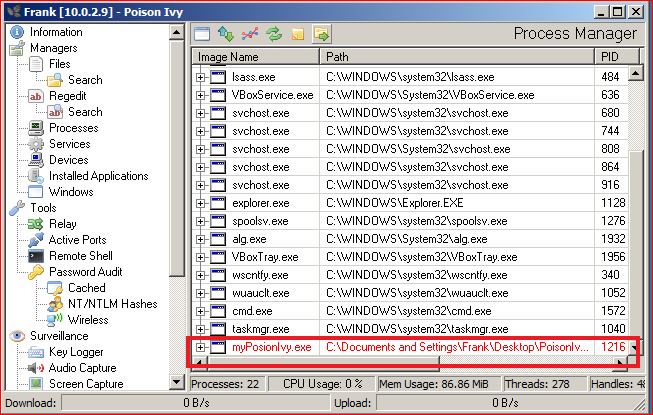 Frank [10.0.2.9] - Poison Ivy
Information
Managers
Files
Search
Regedit
Search
Processes
Services
Devices
Installed Applications
Windows
Tools
Relay
Active Ports
Remote Shell
Password Audit
Cached
NT/NTLM Hashes
Wireless
Surveillance
Key Logger
Audio Capture
Screen Capture
Process Manager
Image Name Path PID
lsass.exe C:\WINDOWS\system32\lsass.exe 484
VBoxService.exe C:\WINDOWS\system32\VBoxService.exe 636
svchost.exe C:\WINDOWS\system32\svchost.exe 680
svchost.exe C:\WINDOWS\system32\svchost.exe 744
svchost.exe C:\WINDOWS\System32\svchost.exe 808
svchost.exe C:\WINDOWS\system32\svchost.exe 864
svchost.exe C:\WINDOWS\system32\svchost.exe 916
explorer.exe C:\WINDOWS\Explorer.EXE 1128
spoolsv.exe C:\WINDOWS\system32\spoolsv.exe 1276
alg.exe C:\WINDOWS\System32\alg.exe 1932
VBoxTray.exe C:\WINDOWS\system32\VBoxTray.exe 1956
wscntfy.exe C:\WINDOWS\system32\wscntfy.exe 340
wuauclt.exe C:\WINDOWS\system32\wuauclt.exe 1052
cmd.exe C:\WINDOWS\system32\cmd.exe 1572
taskmgr.exe C:\WINDOWS\system32\taskmgr.exe 1040
myPosionIvy.exe C:\Documents and Settings\Frank\Desktop\PoisonIv... 1216
Processes: 22 CPU Usage: 0 % Mem Usage: 86.86 MiB Threads: 278 Handles: 48
Download: 0 B/s Upload: 0 B/s